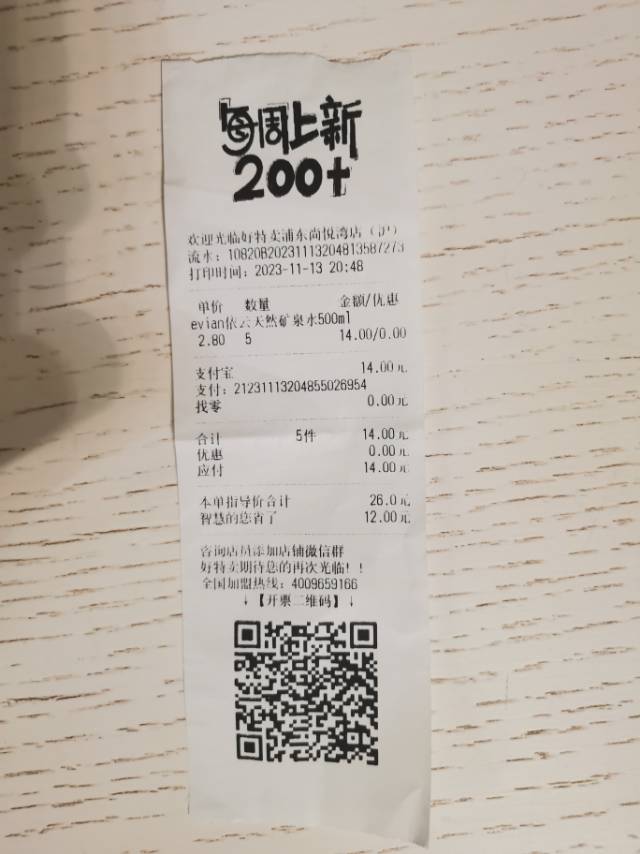 每周上新
200+
欢迎光临好特卖浦东尚悦湾店（沪）
流水：108208202311132048135872​73
打印时间：2023-11-13 20:48
单价 数量 金额/优惠
evian依云天然矿泉水500ml
2.80 5 14.00/0.00
支付宝 14.00元
支付：21231113204855026954
找零 0.00元
合计 5件 14.00元
优惠 0.00元
应付 14.00元
本单指导价合计 26.0元
智慧的您省了 12.00元
咨询店员添加店铺微信群
好特卖期待您的再次光临！！
全国加盟热线：4009659166
↓【开票二维码】↓